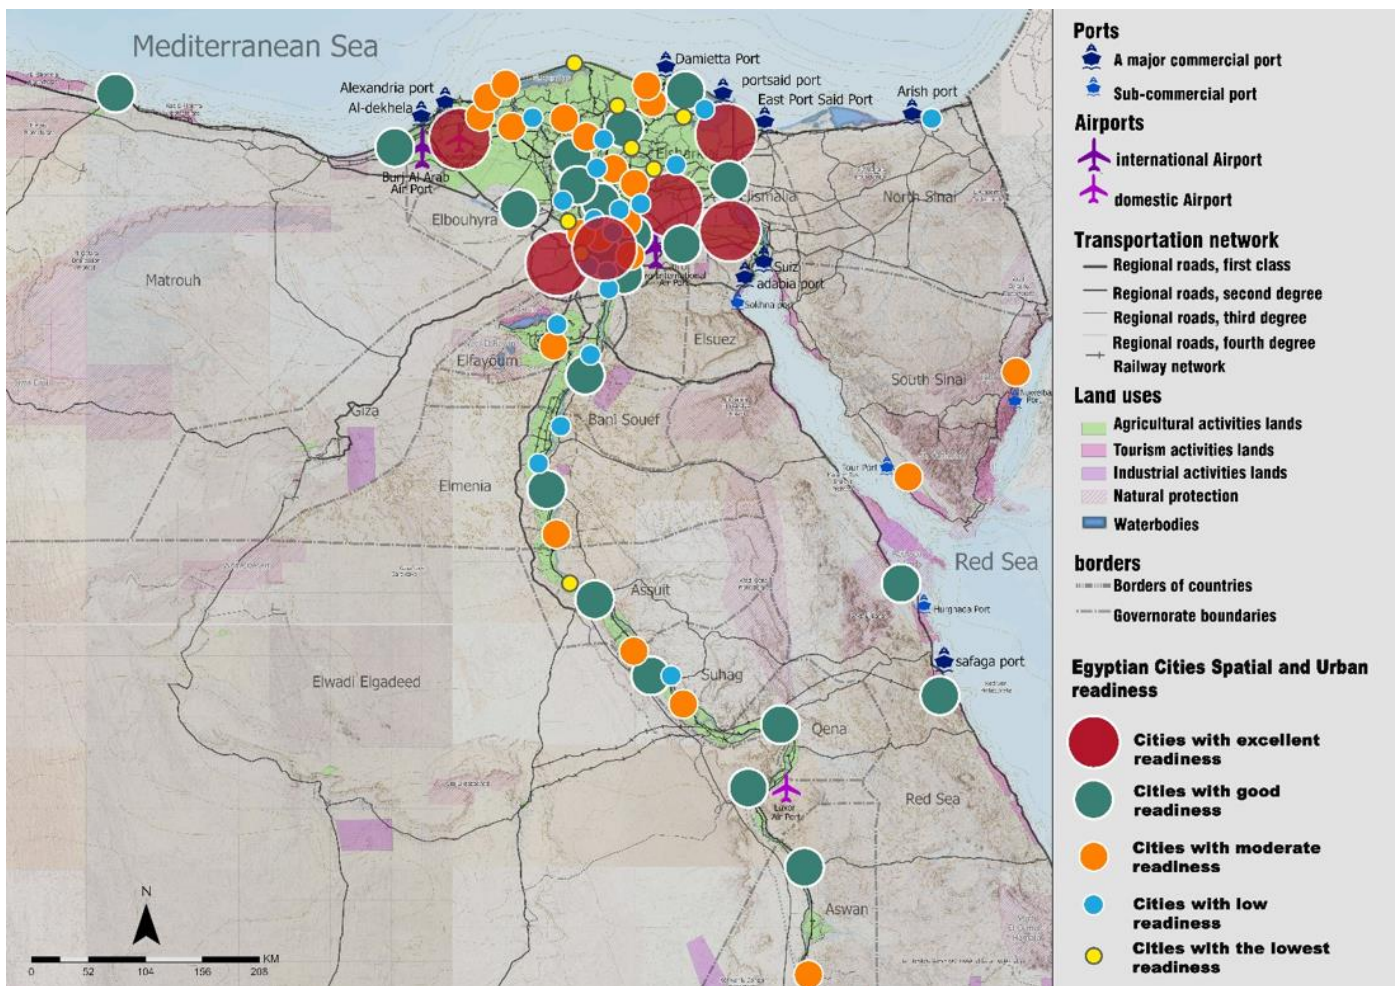 Mediterranean Sea
Damietta Port
portsaid port
East Port Said Port
Arish port
Alexandria port
Al-dekhela
Burj Al Arab
Air Port
Elbouhyra
Matrouh
North Sinai
Suiz
adabia port
Sokhna port
Elsuez
Elfayoum
South Sinai
Giza
Bani Souef
Tour Port
Elmenia
Red Sea
Assuit
Hurghada Port
safaga port
Elwadi Elgadeed
Suhag
Qena
Luxor
Air Port
Red Sea
Aswan
N
0 52 104 156 208 KM
Ports
A major commercial port
Sub-commercial port
Airports
international Airport
domestic Airport
Transportation network
Regional roads, first class
Regional roads, second degree
Regional roads, third degree
Regional roads, fourth degree
Railway network
Land uses
Agricultural activities lands
Tourism activities lands
Industrial activities lands
Natural protection
Waterbodies
borders
Borders of countries
Governorate boundaries
Egyptian Cities Spatial and Urban
readiness
Cities with excellent
readiness
Cities with good
readiness
Cities with moderate
readiness
Cities with low
readiness
Cities with the lowest
readiness